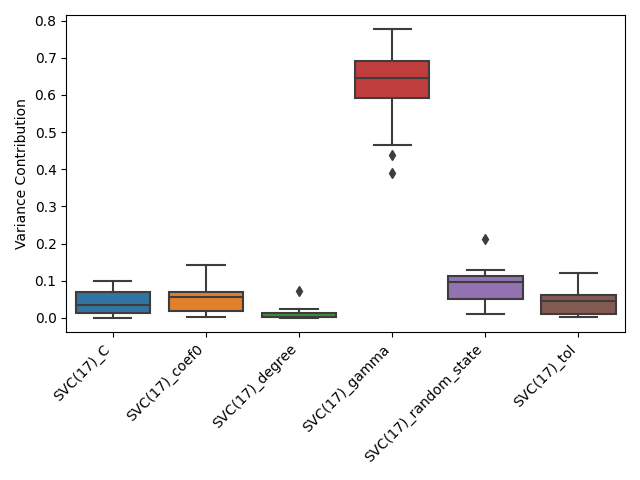 0.8
0.7
0.6
0.5
0.4
0.3
0.2
0.1
0.0
Variance Contribution
SVC(17)_C
SVC(17)_coef0
SVC(17)_degree
SVC(17)_gamma
SVC(17)_random_state
SVC(17)_tol